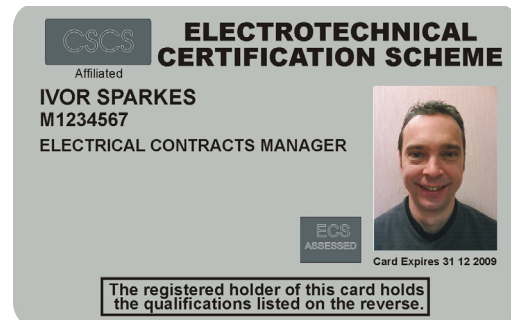 CSCS
ELECTROTECHNICAL
CERTIFICATION SCHEME
Affiliated
IVOR SPARKES
M1234567
ELECTRICAL CONTRACTS MANAGER
ECS
ASSESSED
Card Expires 31 12 2009
The registered holder of this card holds
the qualifications listed on the reverse.